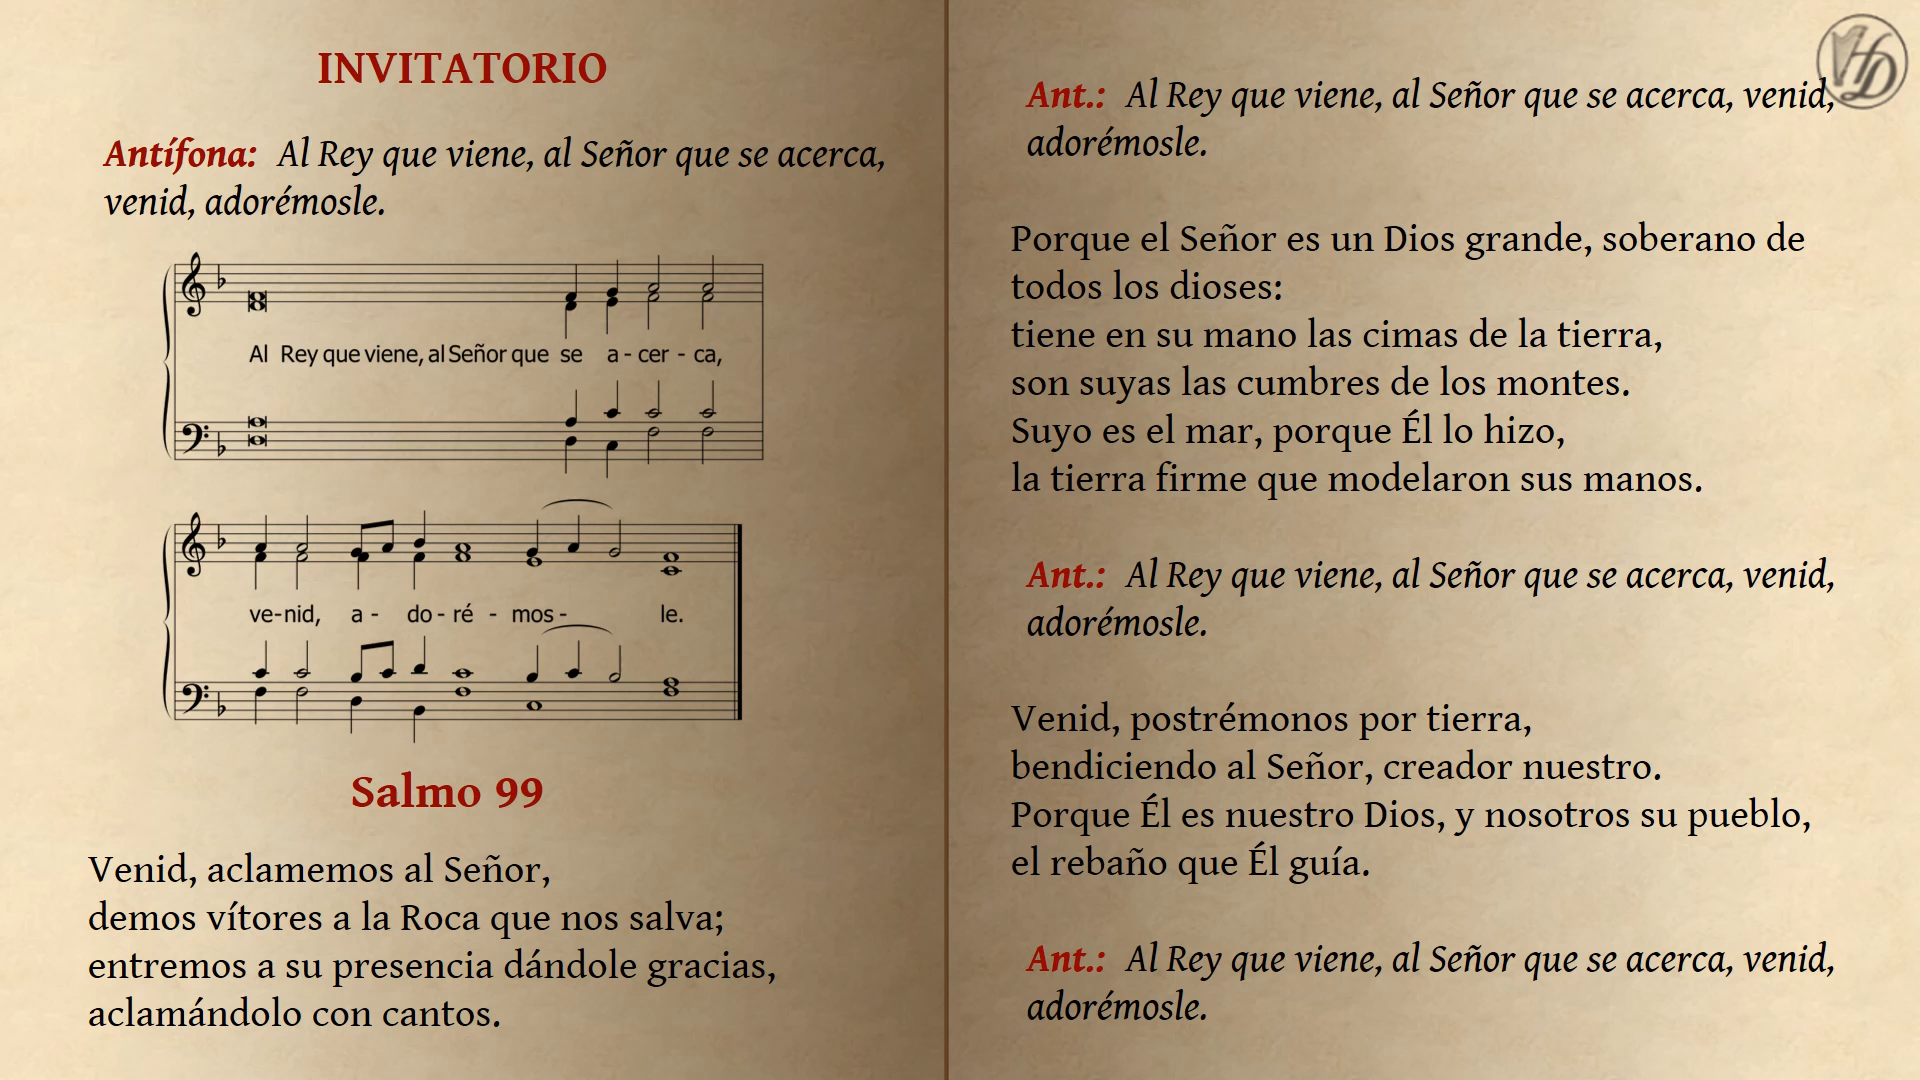 INVITATORIO
Antífona: Al Rey que viene, al Señor que se acerca,
venid, adorémosle.
Al Rey que viene, al Señor que se a - cer - ca,
ve-nid, a - do - ré - mos - le.
Salmo 99
Venid, aclamemos al Señor,
demos vítores a la Roca que nos salva;
entremos a su presencia dándole gracias,
aclamándolo con cantos.
HD
Ant.: Al Rey que viene, al Señor que se acerca, venid,
adorémosle.
Porque el Señor es un Dios grande, soberano de
todos los dioses:
tiene en su mano las cimas de la tierra,
son suyas las cumbres de los montes.
Suyo es el mar, porque Él lo hizo,
la tierra firme que modelaron sus manos.
Ant.: Al Rey que viene, al Señor que se acerca, venid,
adorémosle.
Venid, postrémonos por tierra,
bendiciendo al Señor, creador nuestro.
Porque Él es nuestro Dios, y nosotros su pueblo,
el rebaño que Él guía.
Ant.: Al Rey que viene, al Señor que se acerca, venid,
adorémosle.